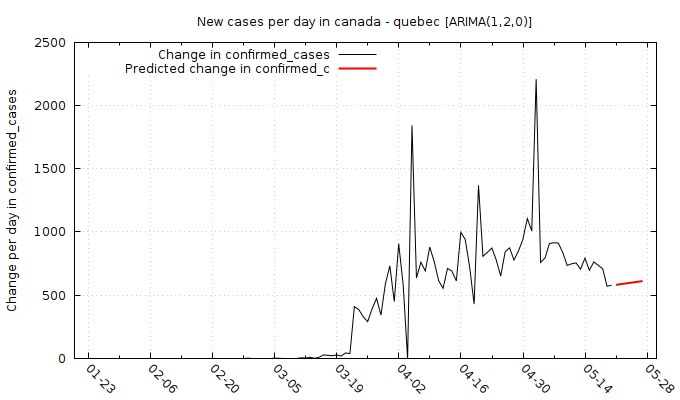 New cases per day in canada - quebec [ARIMA(1,2,0)]
Change in confirmed_cases
Predicted change in confirmed_c
Change per day in confirmed_cases
2500
2000
1500
1000
500
0
01-23 02-06 02-20 03-05 03-19 04-02 04-16 04-30 05-14 05-28